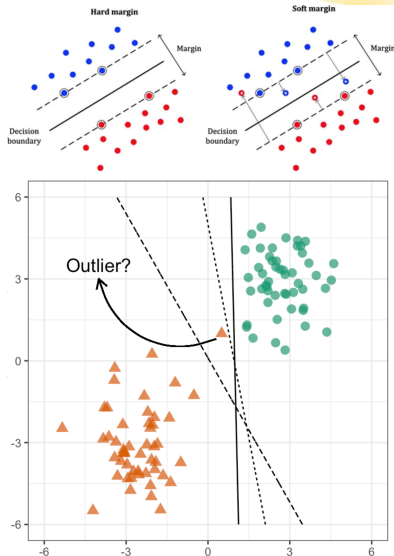 Hard margin
Soft margin
Margin
Margin
Decision
boundary
Decision
boundary
Outlier?
6
3
0
-3
-6
-6
-3
0
3
6